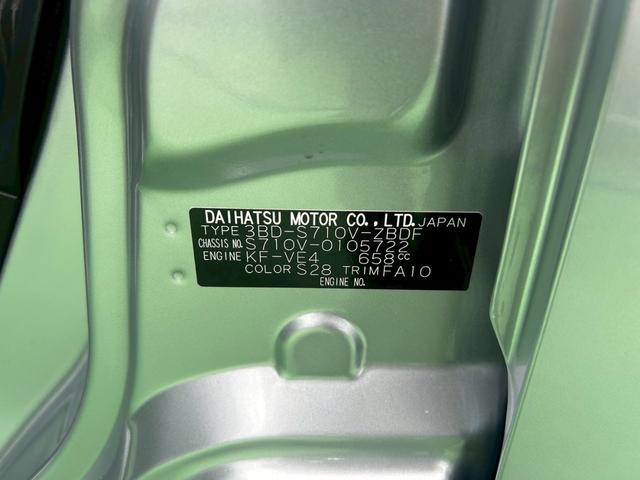 DAIHATSU MOTOR CO.,LTD. JAPAN
TYPE 3BD-S710V-ZBDF
CHASSIS NO. S710V-0105722
ENGINE KF-VE4 658cc
COLOR S28 TRIM FA10
ENGINE NO.